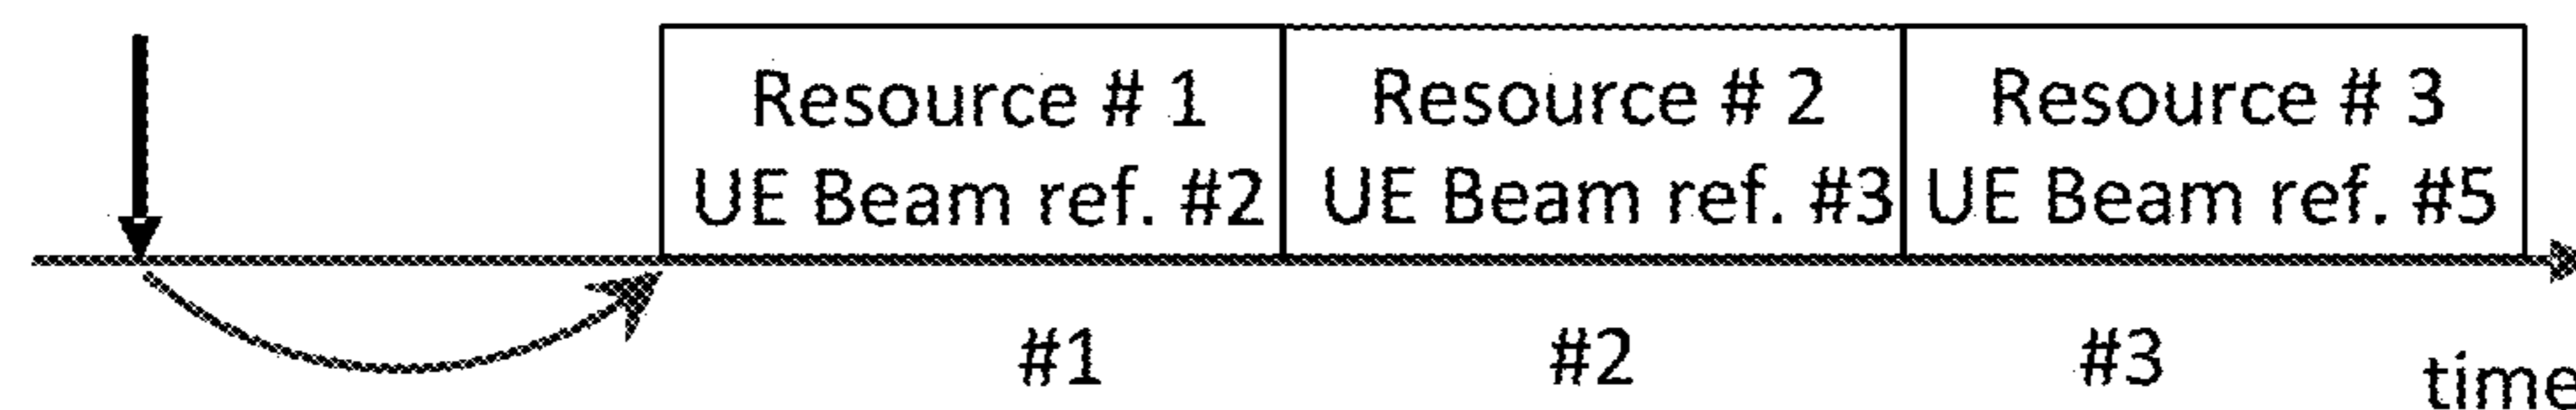 Resource # 1
UE Beam ref. #2
Resource # 2
UE Beam ref. #3
Resource # 3
UE Beam ref. #5
#1
#2
#3
time